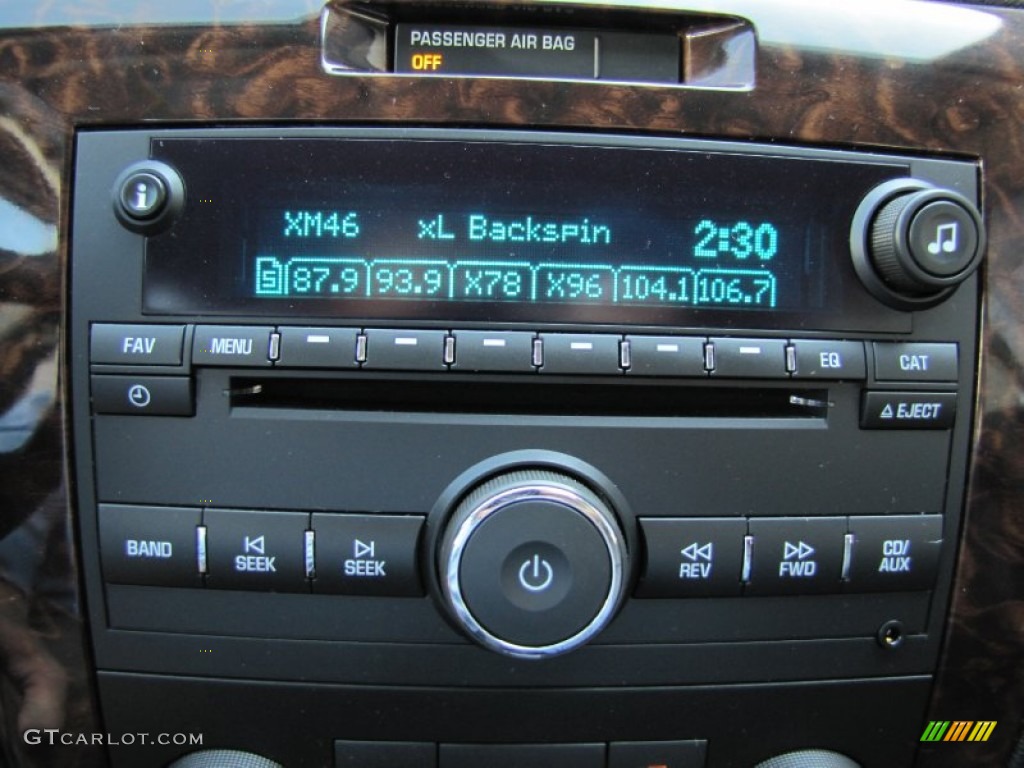 PASSENGER AIR BAG
OFF
i
XM46 xL Backspin 2:30
5 87.9 93.9 X78 X96 104.1 106.7
FAV MENU EQ CAT
EJECT
BAND SEEK SEEK REV FWD CD/
AUX
GTCARLOT.COM